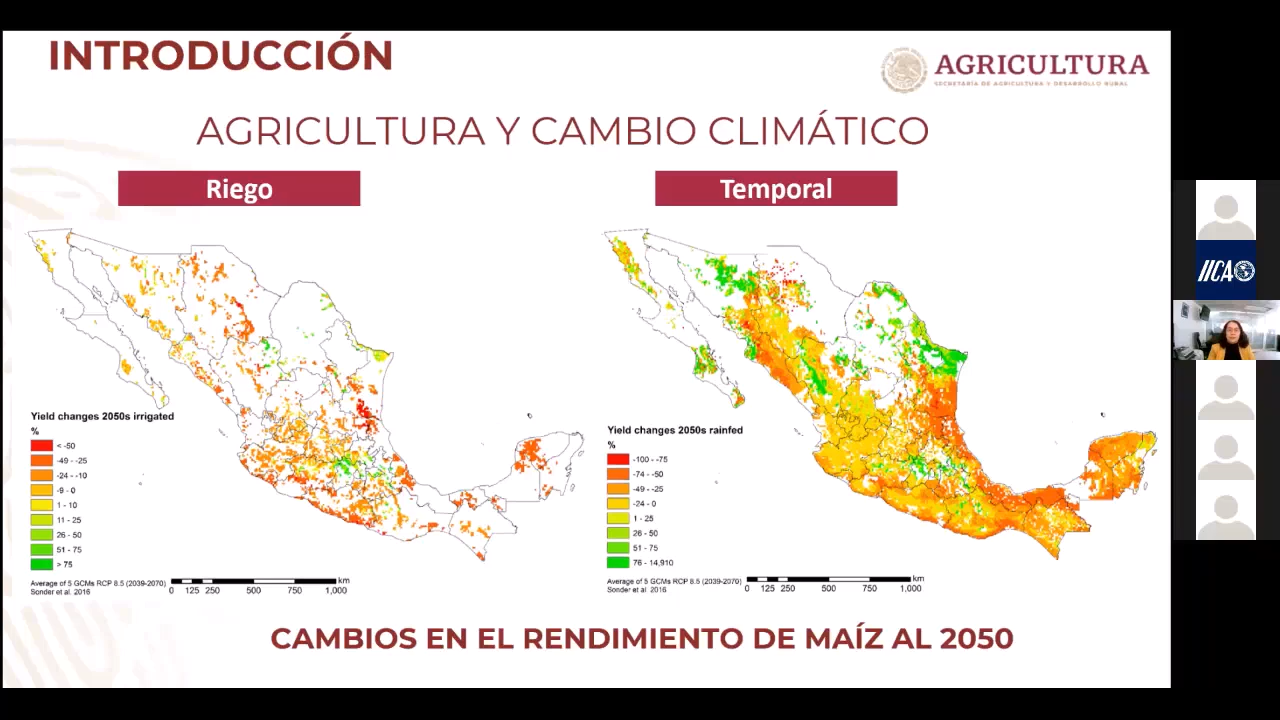 INTRODUCCIÓN
AGRICULTURA
SECRETARÍA DE AGRICULTURA Y DESARROLLO RURAL
AGRICULTURA Y CAMBIO CLIMÁTICO
Riego
Temporal
Yield changes 2050s irrigated
%
< -50
-49 - -25
-24 - -10
-9 - 0
1 - 10
11 - 25
26 - 50
51 - 75
> 75
Average of 5 GCMs RCP 8.5 (2039-2070)
Sonder et al. 2016
km
0 125 250 500 750 1,000
Yield changes 2050s rainfed
%
-100 - -75
-74 - -50
-49 - -25
-24 - 0
1 - 25
26 - 50
51 - 75
76 - 14,910
Average of 5 GCMs RCP 8.5 (2039-2070)
Sonder et al 2016
km
0 125 250 500 750 1,000
CAMBIOS EN EL RENDIMIENTO DE MAÍZ AL 2050
IICA